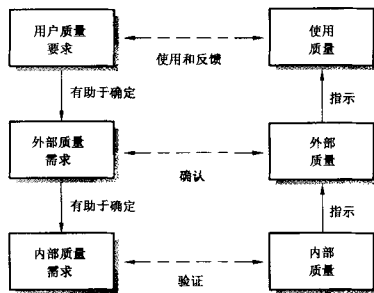 用户质量
要求
使用
质量
使用和反馈
有助于确定
指示
外部质量
需求
外部
质量
确认
有助于确定
指示
内部质量
需求
内部
质量
验证